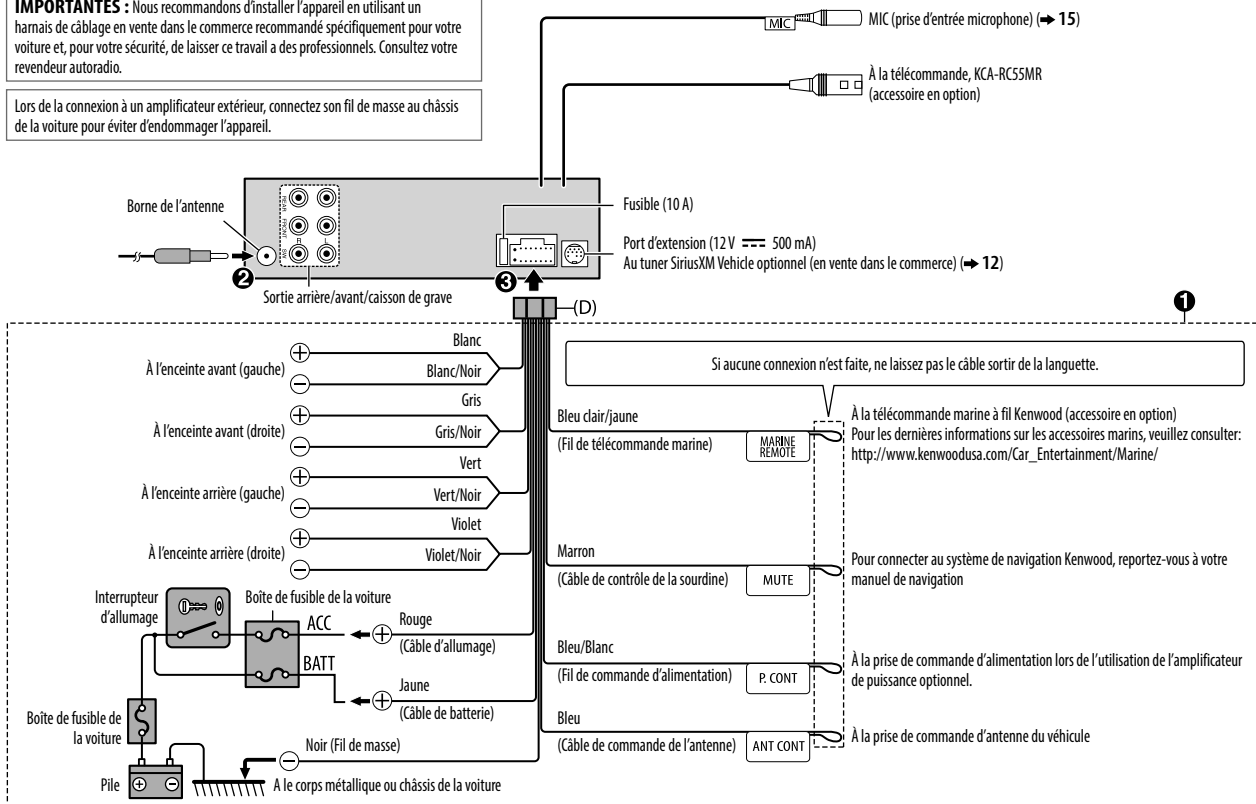 IMPORTANTES : Nous recommandons d'installer l'appareil en utilisant un
harnais de câblage en vente dans le commerce recommandé spécifiquement pour votre
voiture et, pour votre sécurité, de laisser ce travail a des professionnels. Consultez votre
revendeur autoradio.
Lors de la connexion à un amplificateur extérieur, connectez son fil de masse au châssis
de la voiture pour éviter d'endommager l'appareil.
MIC
MIC (prise d'entrée microphone) (➜ 15)
À la télécommande, KCA-RC55MR
(accessoire en option)
Borne de l'antenne
REAR
FRONT
R
L
SW
Fusible (10 A)
Port d'extension (12 V ⎓ 500 mA)
Au tuner SiriusXM Vehicle optionnel (en vente dans le commerce) (➜ 12)
❷
❸
Sortie arrière/avant/caisson de grave
(D)
❶
Blanc
À l'enceinte avant (gauche)
Blanc/Noir
Gris
À l'enceinte avant (droite)
Gris/Noir
Vert
À l'enceinte arrière (gauche)
Vert/Noir
Violet
À l'enceinte arrière (droite)
Violet/Noir
Si aucune connexion n'est faite, ne laissez pas le câble sortir de la languette.
Bleu clair/jaune
(Fil de télécommande marine)
MARINE
REMOTE
À la télécommande marine à fil Kenwood (accessoire en option)
Pour les dernières informations sur les accessoires marins, veuillez consulter:
http://www.kenwoodusa.com/Car_Entertainment/Marine/
Marron
(Câble de contrôle de la sourdine)
MUTE
Pour connecter au système de navigation Kenwood, reportez-vous à votre
manuel de navigation
Interrupteur
d'allumage
Boîte de fusible de la voiture
ACC
Rouge
(Câble d'allumage)
BATT
Jaune
(Câble de batterie)
Bleu/Blanc
(Fil de commande d'alimentation)
P. CONT
À la prise de commande d'alimentation lors de l'utilisation de l'amplificateur
de puissance optionnel.
Bleu
(Câble de commande de l'antenne)
ANT CONT
À la prise de commande d'antenne du véhicule
Boîte de fusible de
la voiture
Noir (Fil de masse)
Pile
A le corps métallique ou châssis de la voiture